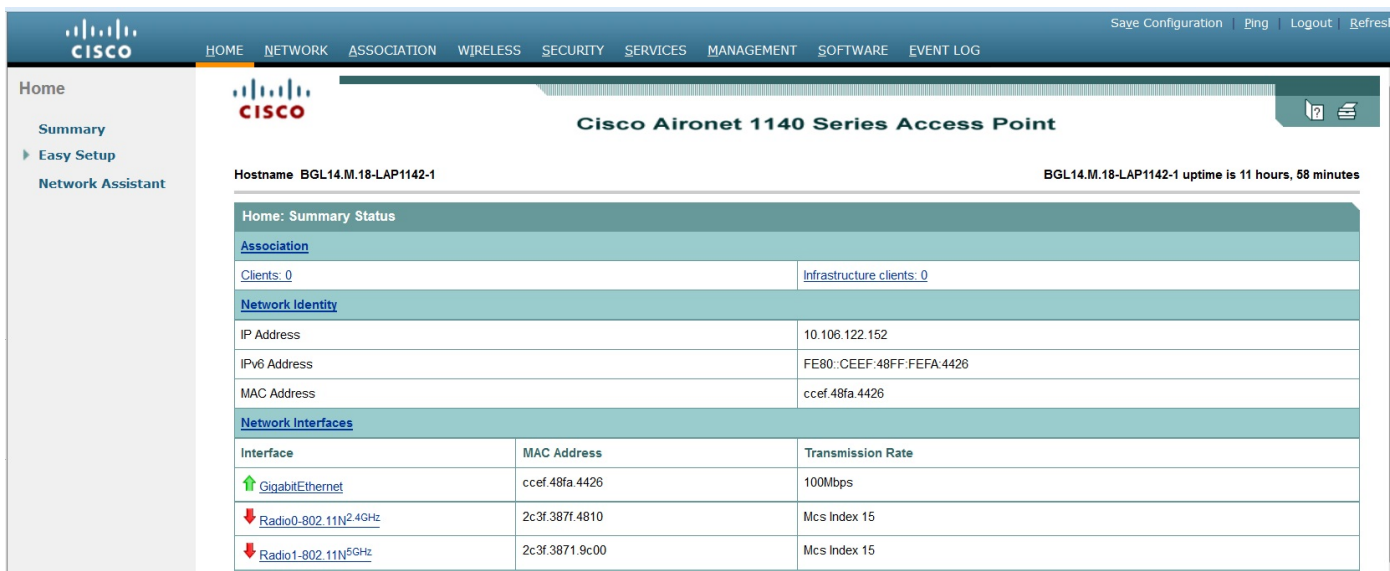 Save Configuration | Ping | Logout | Refresh
CISCO
HOME NETWORK ASSOCIATION WIRELESS SECURITY SERVICES MANAGEMENT SOFTWARE EVENT LOG
Home
Summary
Easy Setup
Network Assistant
CISCO
Cisco Aironet 1140 Series Access Point
Hostname BGL14.M.18-LAP1142-1
BGL14.M.18-LAP1142-1 uptime is 11 hours, 58 minutes
Home: Summary Status
Association
Clients: 0 Infrastructure clients: 0
Network Identity
IP Address 10.106.122.152
IPv6 Address FE80::CEEF:48FF:FEFA:4426
MAC Address ccef.48fa.4426
Network Interfaces
Interface MAC Address Transmission Rate
GigabitEthernet ccef.48fa.4426 100Mbps
Radio0-802.11N2.4GHz 2c3f.387f.4810 Mcs Index 15
Radio1-802.11N5GHz 2c3f.3871.9c00 Mcs Index 15